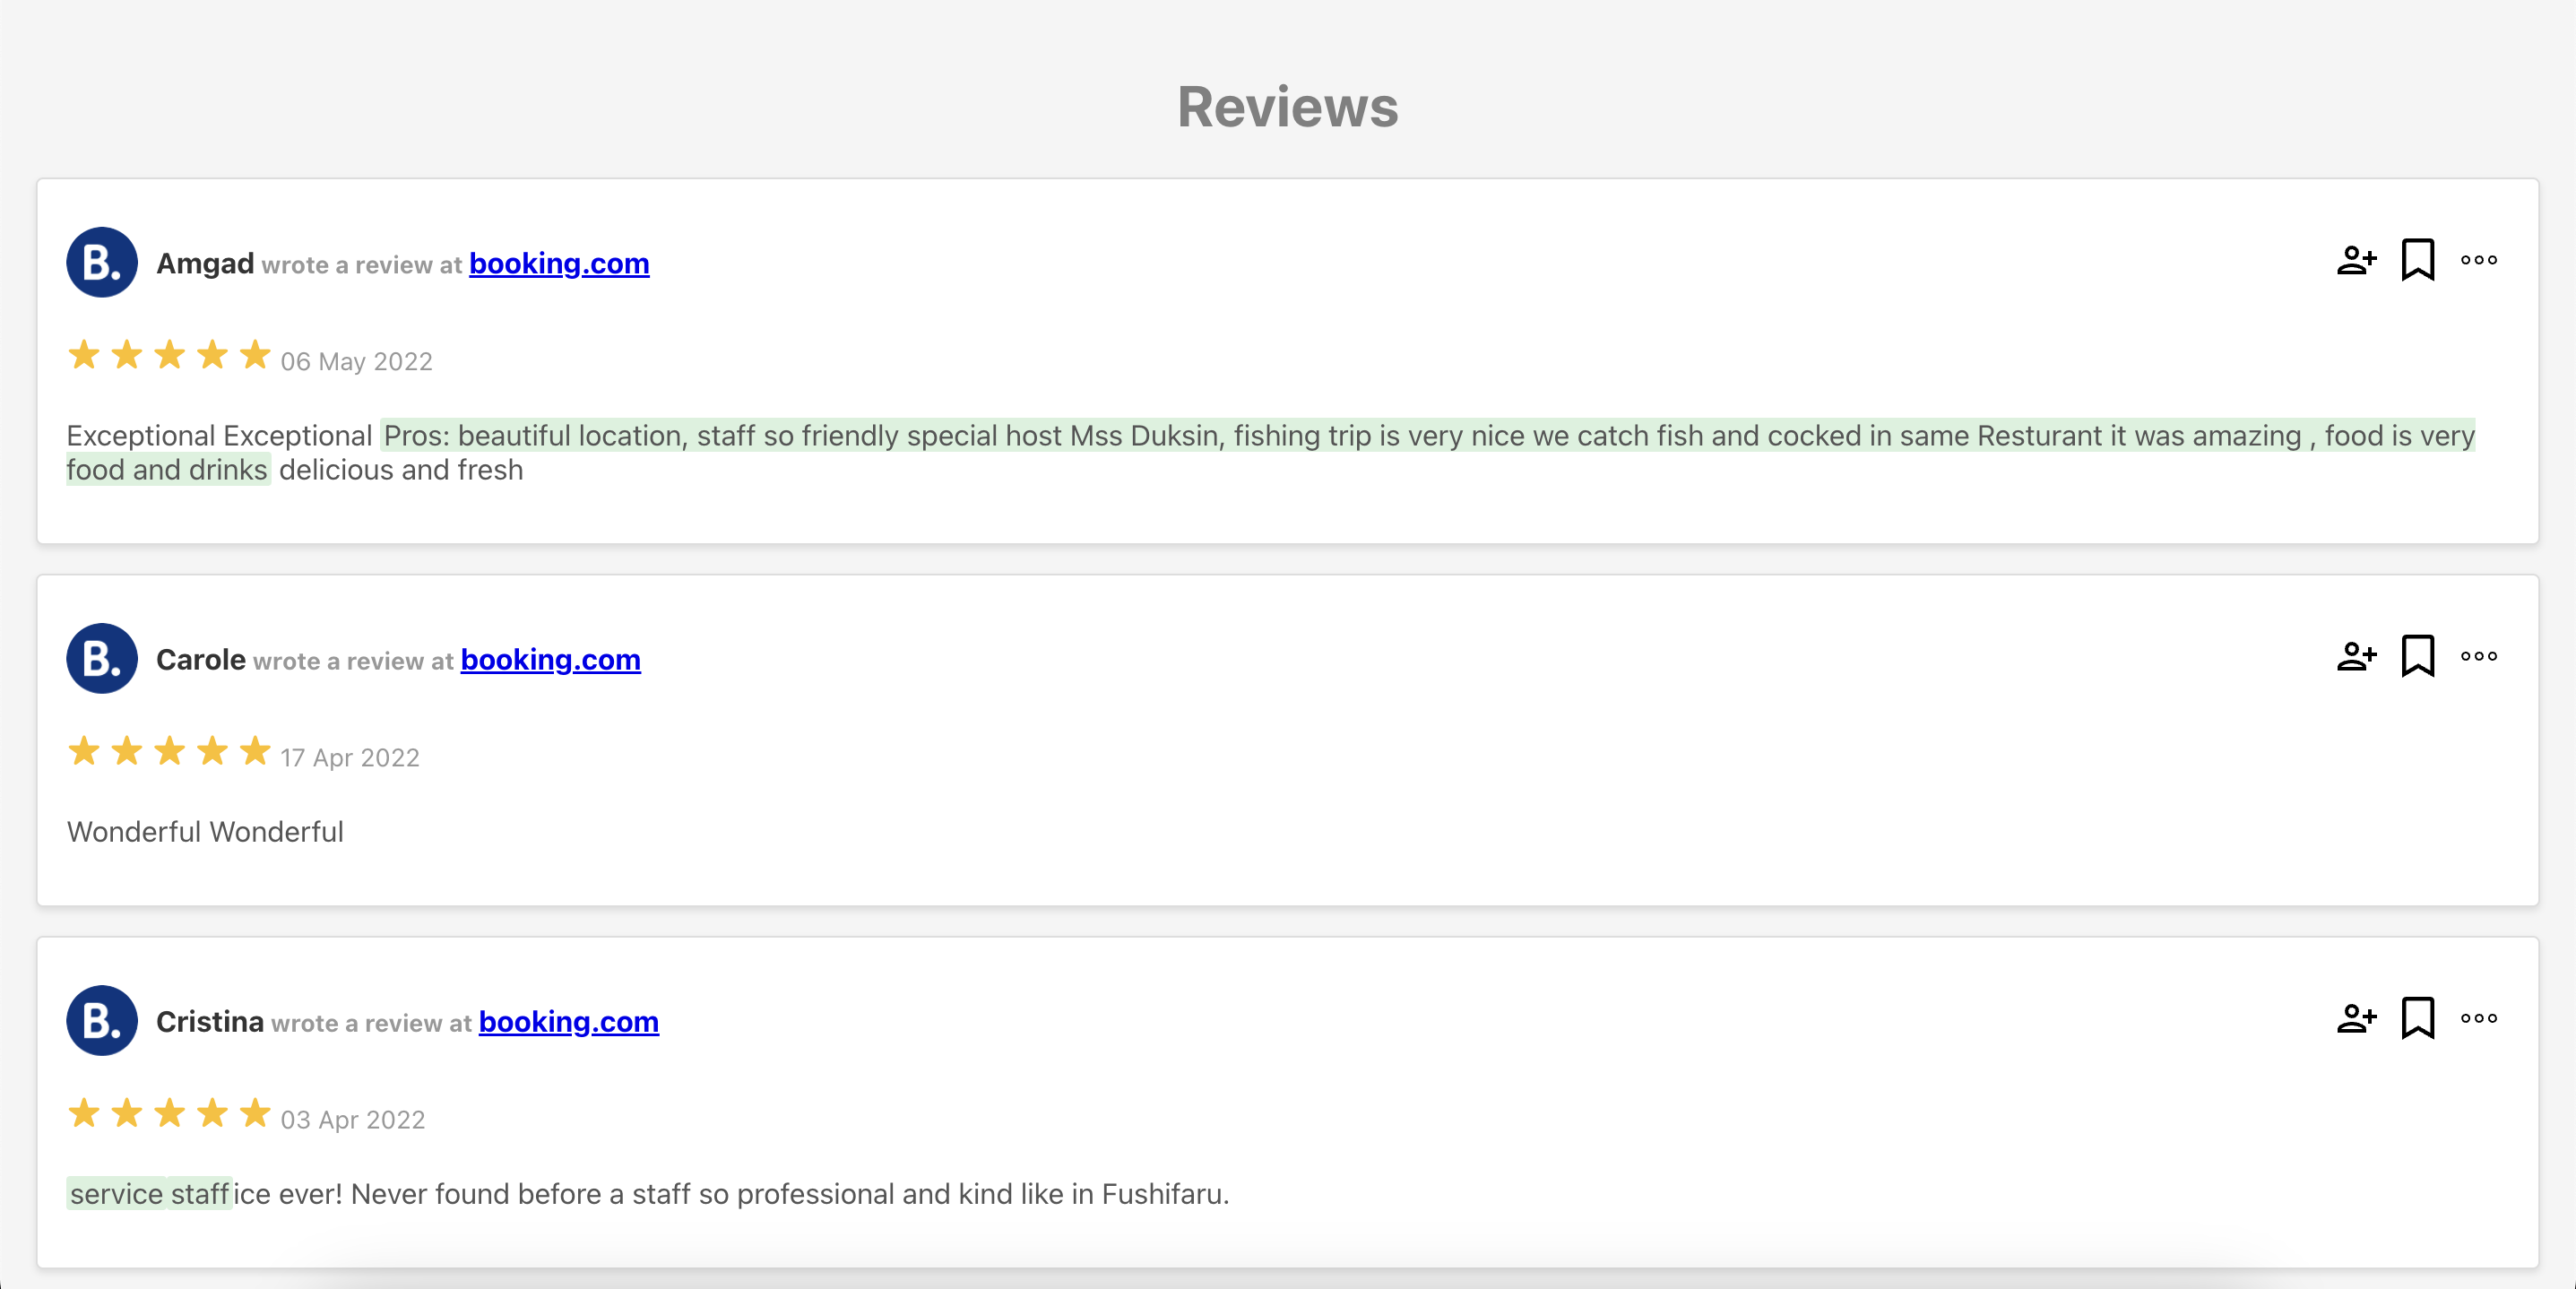 Reviews
B.
Amgad wrote a review at booking.com
06 May 2022
Exceptional Exceptional Pros: beautiful location, staff so friendly special host Mss Duksin, fishing trip is very nice we catch fish and cocked in same Resturant it was amazing , food is very
food and drinks delicious and fresh
B.
Carole wrote a review at booking.com
17 Apr 2022
Wonderful Wonderful
B.
Cristina wrote a review at booking.com
03 Apr 2022
service staffice ever! Never found before a staff so professional and kind like in Fushifaru.